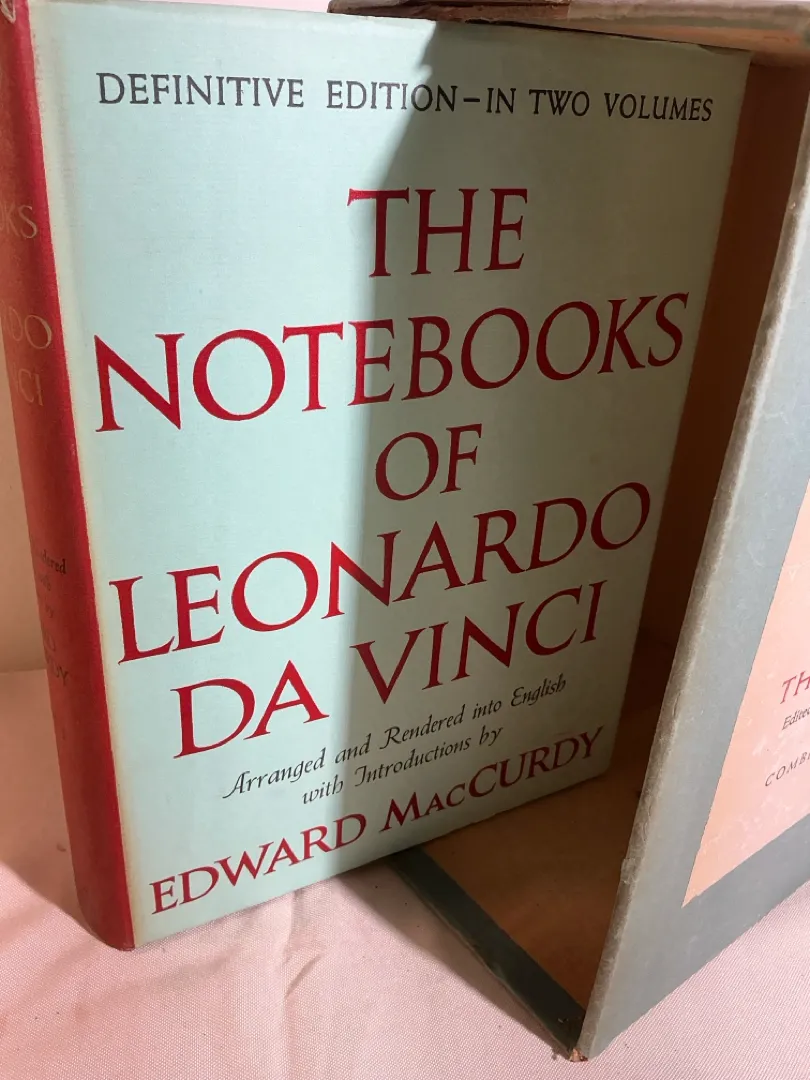 DEFINITIVE EDITION—IN TWO VOLUMES
THE
NOTEBOOKS
OF
LEONARDO
DA VINCI
Arranged and Rendered into English
with Introductions by
EDWARD MACCURDY